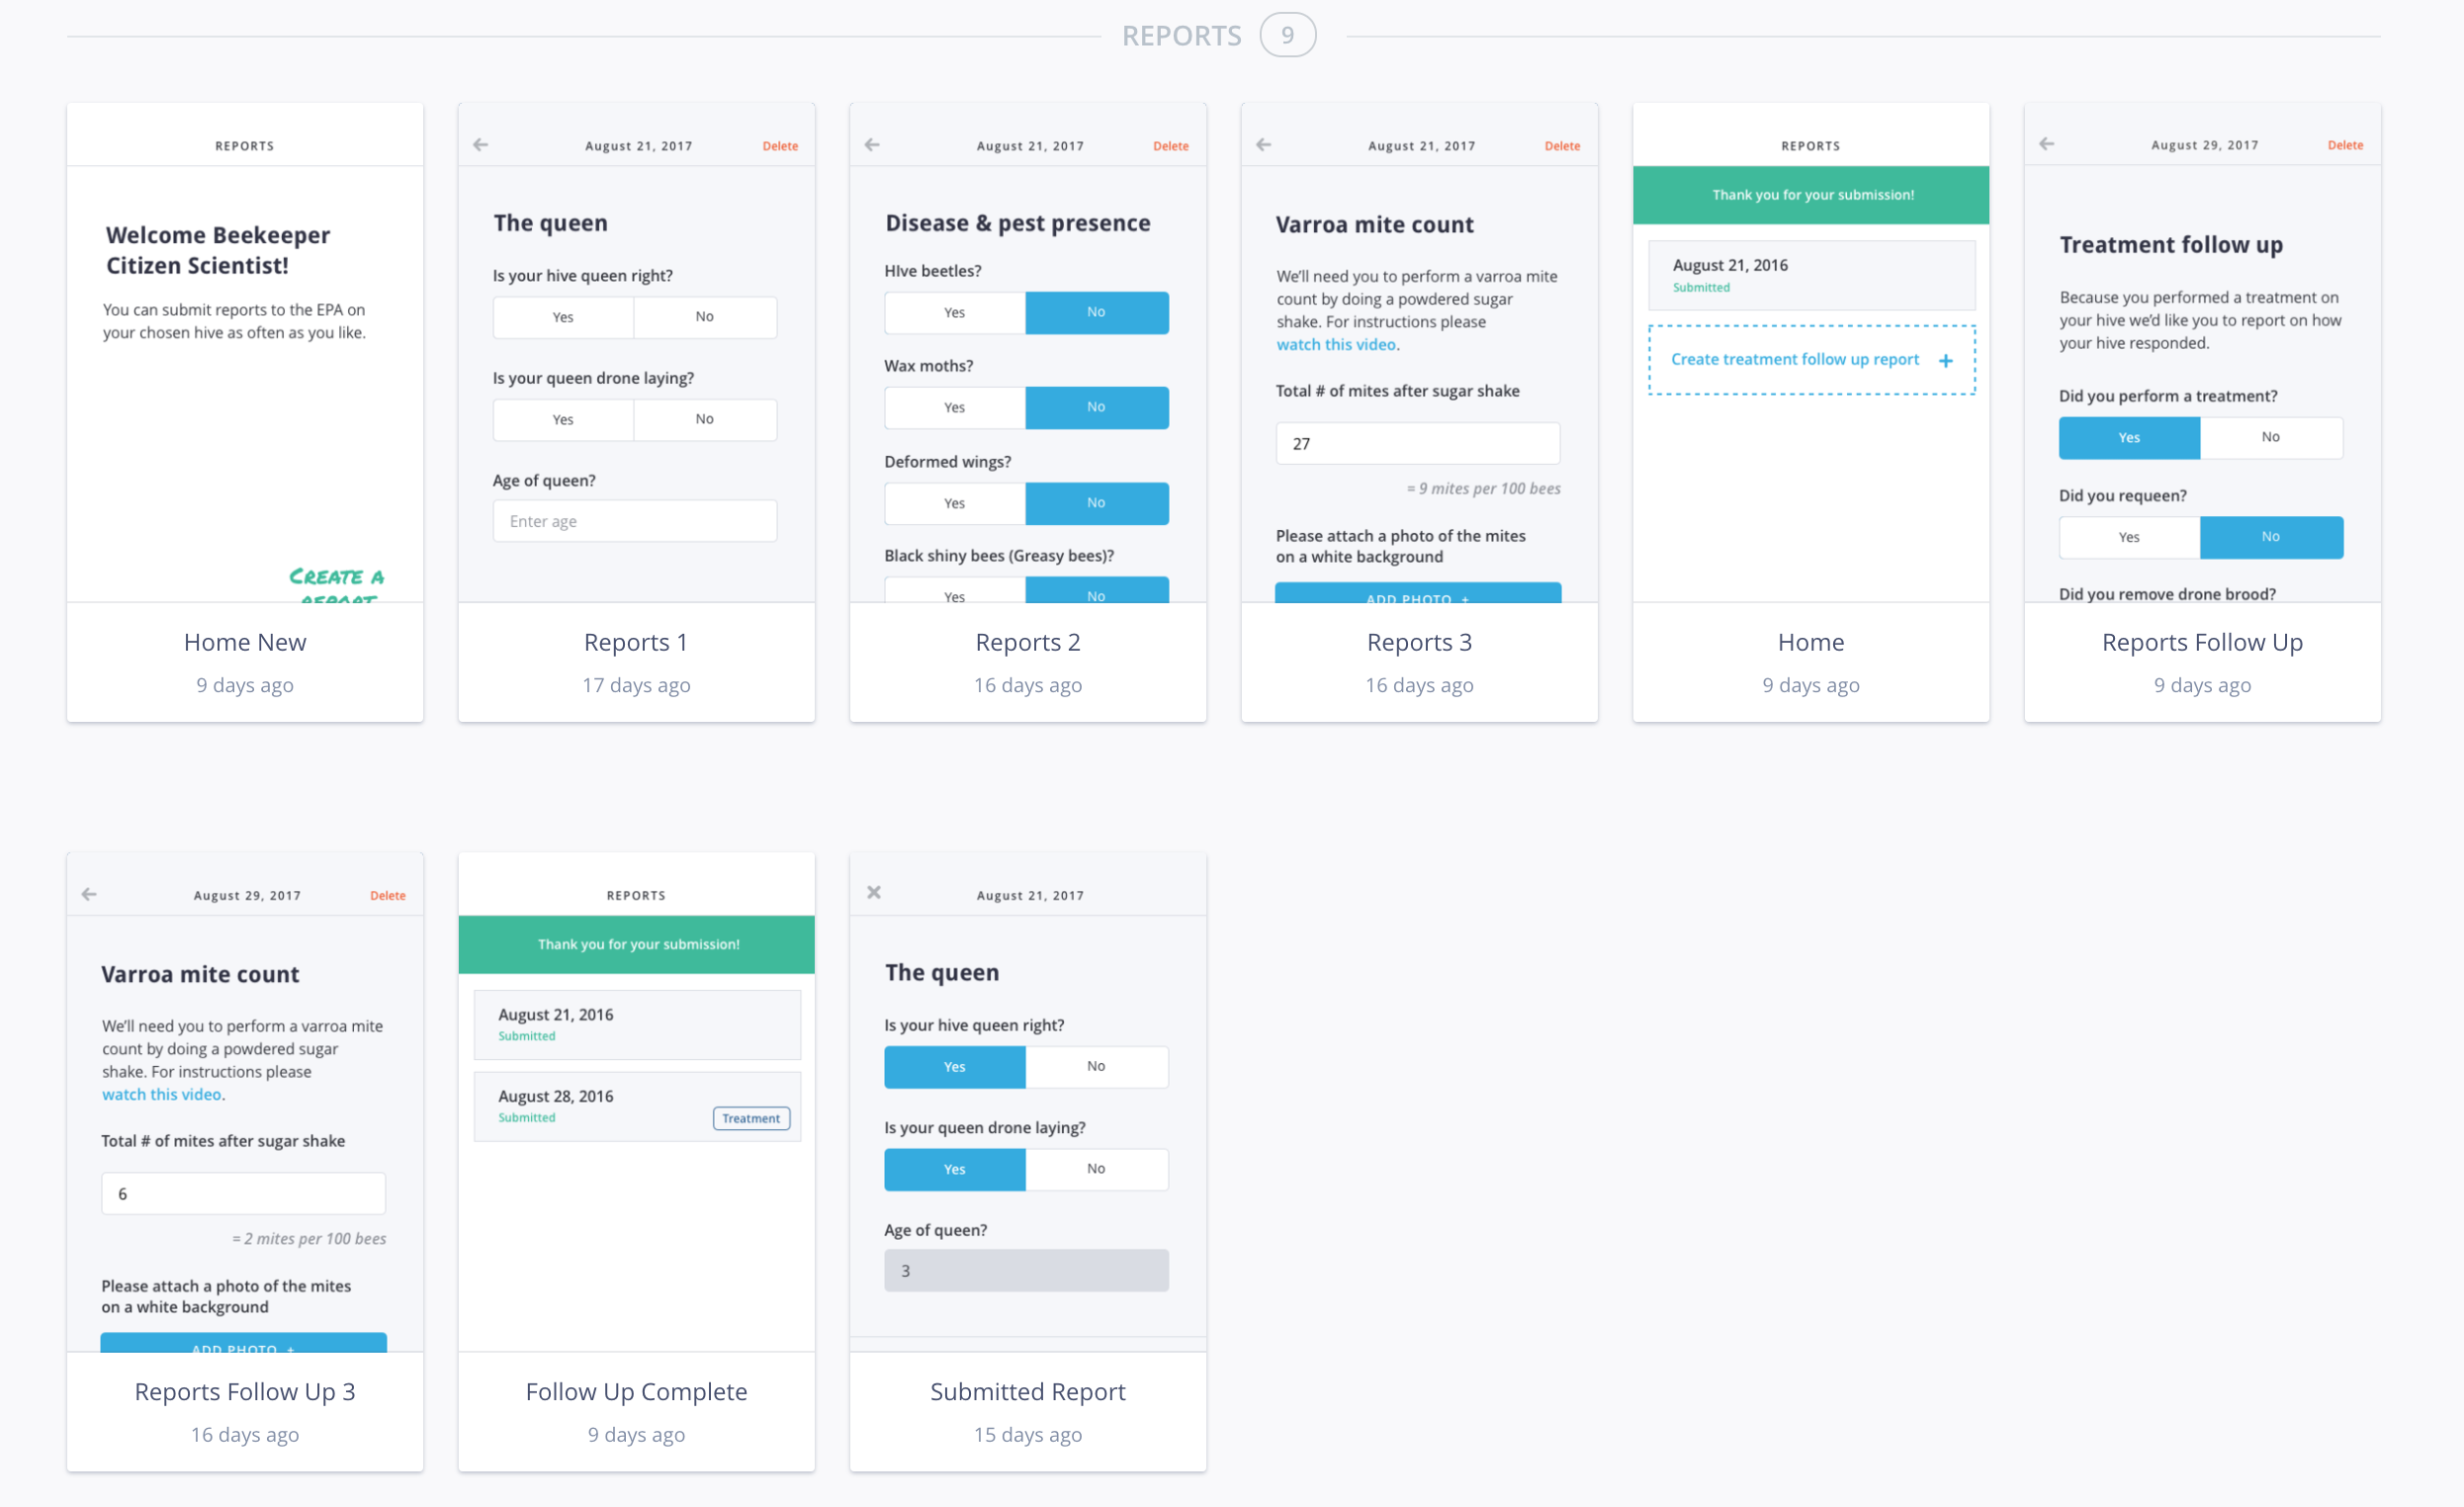 REPORTS 9
REPORTS
Welcome Beekeeper
Citizen Scientist!
You can submit reports to the EPA on
your chosen hive as often as you like.
CREATE A
REPORT
Home New
9 days ago
August 21, 2017 Delete
The queen
Is your hive queen right?
Yes No
Is your queen drone laying?
Yes No
Age of queen?
Enter age
Reports 1
17 days ago
August 21, 2017 Delete
Disease & pest presence
HIve beetles?
Yes No
Wax moths?
Yes No
Deformed wings?
Yes No
Black shiny bees (Greasy bees)?
Yes No
Reports 2
16 days ago
August 21, 2017 Delete
Varroa mite count
We'll need you to perform a varroa mite
count by doing a powdered sugar
shake. For instructions please
watch this video.
Total # of mites after sugar shake
27
= 9 mites per 100 bees
Please attach a photo of the mites
on a white background
ADD PHOTO +
Reports 3
16 days ago
REPORTS
Thank you for your submission!
August 21, 2016
Submitted
Create treatment follow up report +
Home
9 days ago
August 29, 2017 Delete
Treatment follow up
Because you performed a treatment on
your hive we'd like you to report on how
your hive responded.
Did you perform a treatment?
Yes No
Did you requeen?
Yes No
Did you remove drone brood?
Reports Follow Up
9 days ago
August 29, 2017 Delete
Varroa mite count
We'll need you to perform a varroa mite
count by doing a powdered sugar
shake. For instructions please
watch this video.
Total # of mites after sugar shake
6
= 2 mites per 100 bees
Please attach a photo of the mites
on a white background
ADD PHOTO +
Reports Follow Up 3
16 days ago
REPORTS
Thank you for your submission!
August 21, 2016
Submitted
August 28, 2016
Submitted Treatment
Follow Up Complete
9 days ago
August 21, 2017
The queen
Is your hive queen right?
Yes No
Is your queen drone laying?
Yes No
Age of queen?
3
Submitted Report
15 days ago